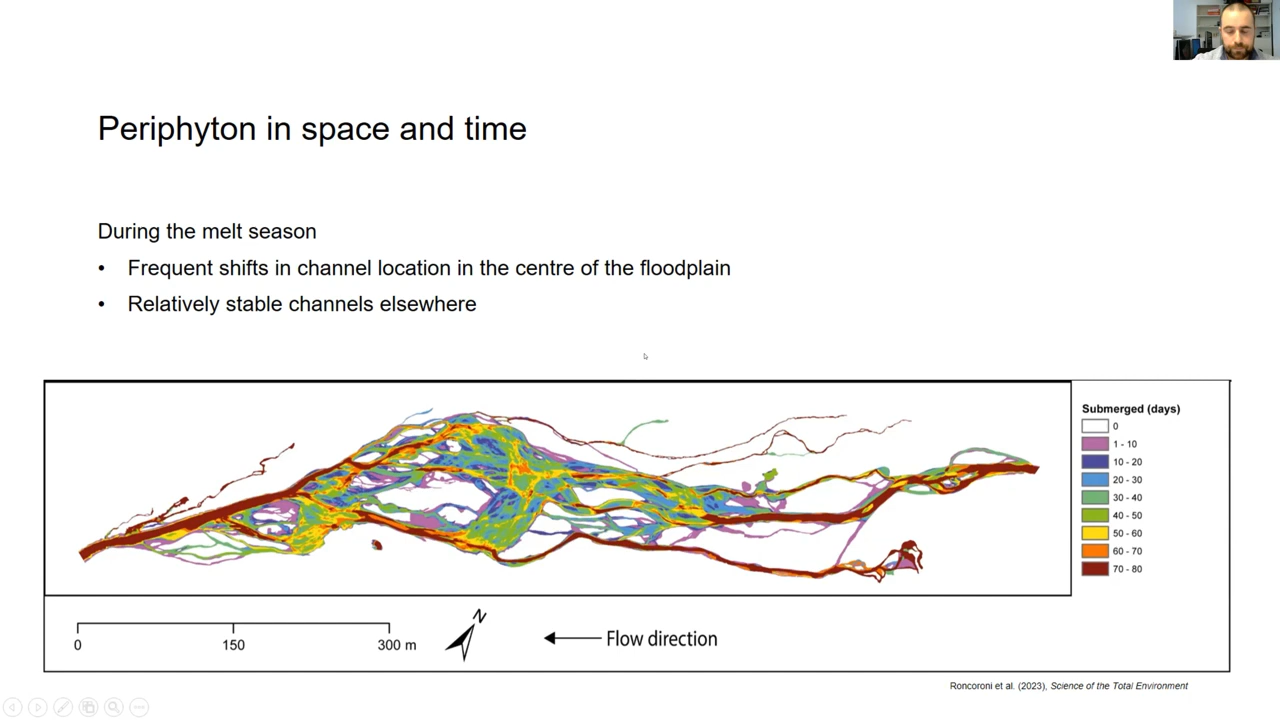 Periphyton in space and time
During the melt season
• Frequent shifts in channel location in the centre of the floodplain
• Relatively stable channels elsewhere
Submerged (days)
0
1 - 10
10 - 20
20 - 30
30 - 40
40 - 50
50 - 60
60 - 70
70 - 80
N
0 150 300 m
Flow direction
Roncoroni et al. (2023), Science of the Total Environment